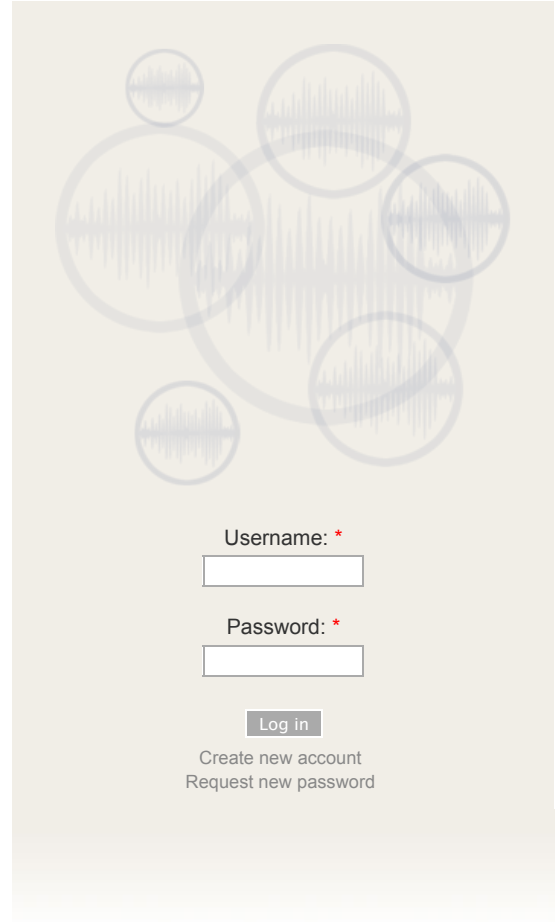 Username: *
Password: *
Log in
Create new account
Request new password